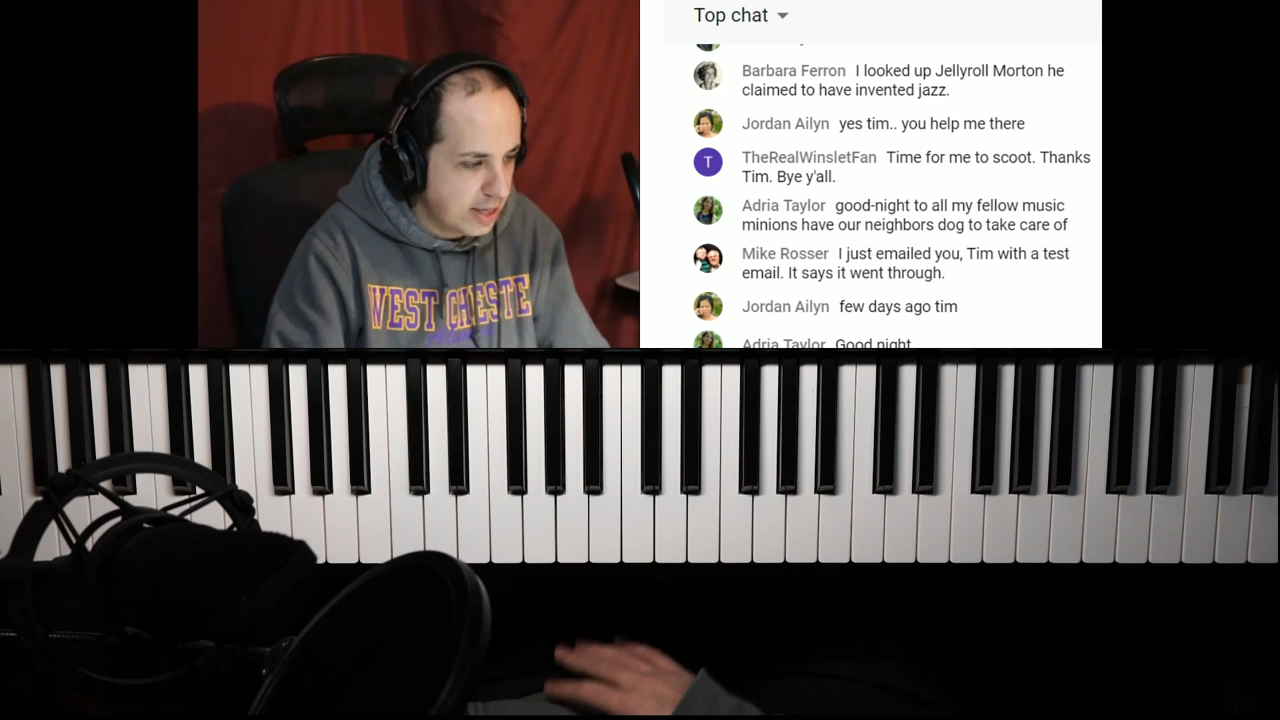 Top chat
Barbara Ferron I looked up Jellyroll Morton he
claimed to have invented jazz.
Jordan Ailyn yes tim.. you help me there
T
TheRealWinsletFan Time for me to scoot. Thanks
Tim. Bye y'all.
Adria Taylor good-night to all my fellow music
minions have our neighbors dog to take care of
Mike Rosser I just emailed you, Tim with a test
email. It says it went through.
Jordan Ailyn few days ago tim
Adria Taylor Good night
WEST CHESTE